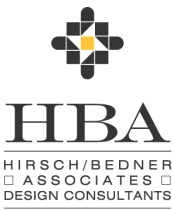 HBA
HIRSCH/BEDNER
□ ASSOCIATES □
DESIGN CONSULTANTS